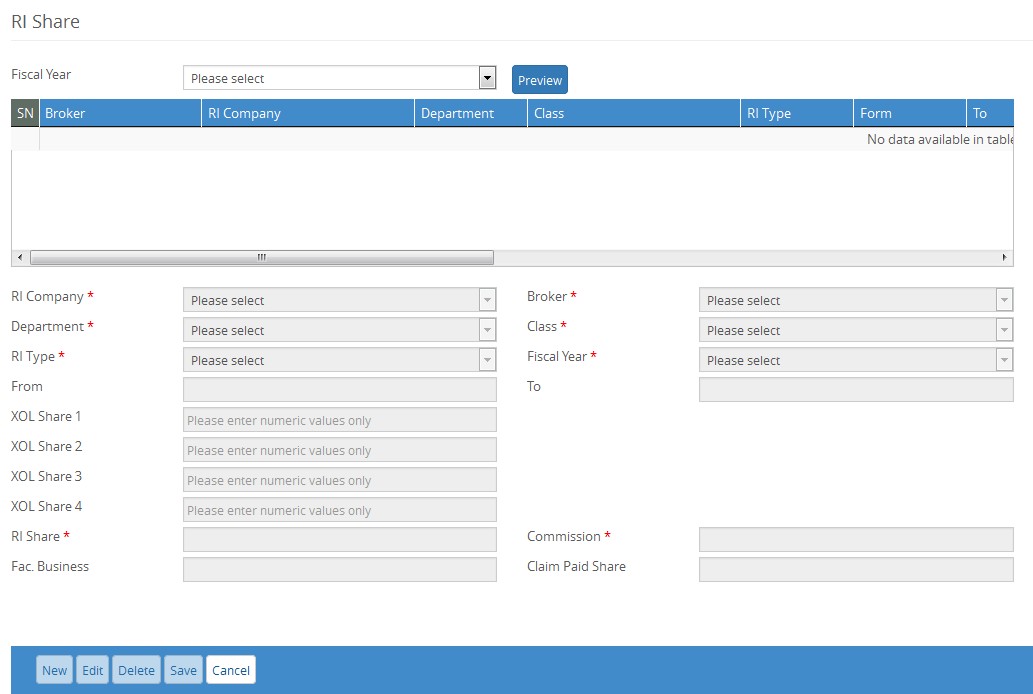 RI Share
Fiscal Year Please select Preview
SN Broker RI Company Department Class RI Type Form To
No data available in table
RI Company * Please select Broker * Please select
Department * Please select Class * Please select
RI Type * Please select Fiscal Year * Please select
From To
XOL Share 1 Please enter numeric values only
XOL Share 2 Please enter numeric values only
XOL Share 3 Please enter numeric values only
XOL Share 4 Please enter numeric values only
RI Share * Commission *
Fac. Business Claim Paid Share
New Edit Delete Save Cancel